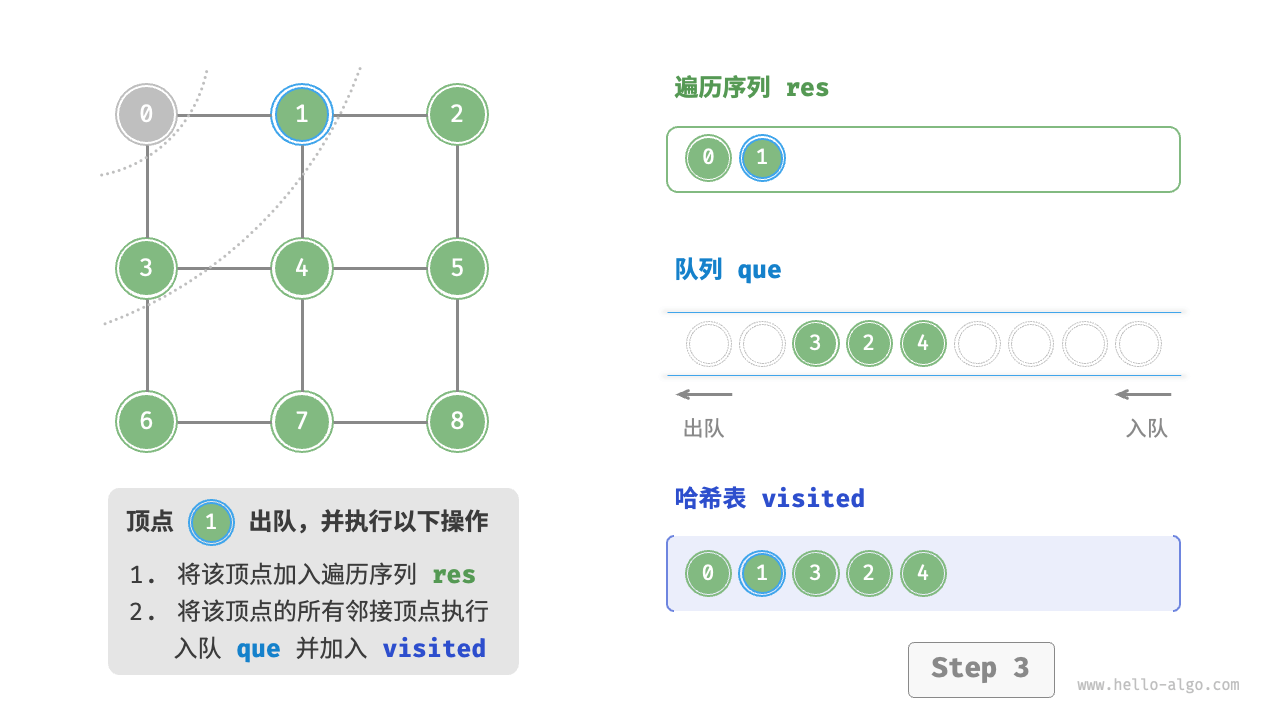 0 1 2
3 4 5
6 7 8
顶点 1 出队，并执行以下操作
1. 将该顶点加入遍历序列 res
2. 将该顶点的所有邻接顶点执行
入队 que 并加入 visited
遍历序列 res
0 1
队列 que
3 2 4
出队 入队
哈希表 visited
0 1 3 2 4
Step 3
www.hello-algo.com